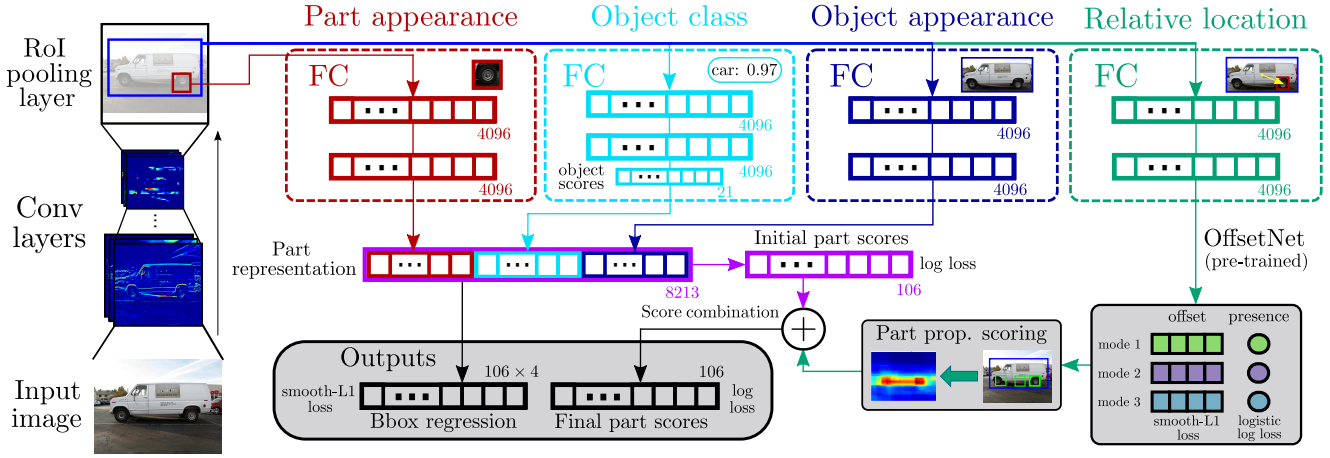 Part appearance
Object class
Object appearance
Relative location
RoI
pooling
layer
FC
4096
4096
FC
car: 0.97
4096
4096
object
scores
21
FC
4096
4096
FC
4096
4096
Conv
layers
Part
representation
8213
Initial part scores
log loss
106
OffsetNet
(pre-trained)
Score combination
Part prop. scoring
offset
presence
mode 1
mode 2
mode 3
smooth-L1
loss
logistic
log loss
Outputs
smooth-L1
loss
106 × 4
Bbox regression
106
log
loss
Final part scores
Input
image